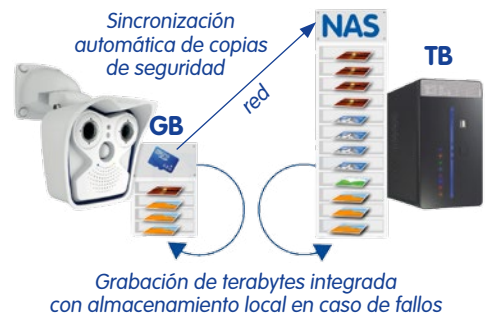 Sincronización
automática de copias
de seguridad
NAS
TB
red
GB
Grabación de terabytes integrada
con almacenamiento local en caso de fallos